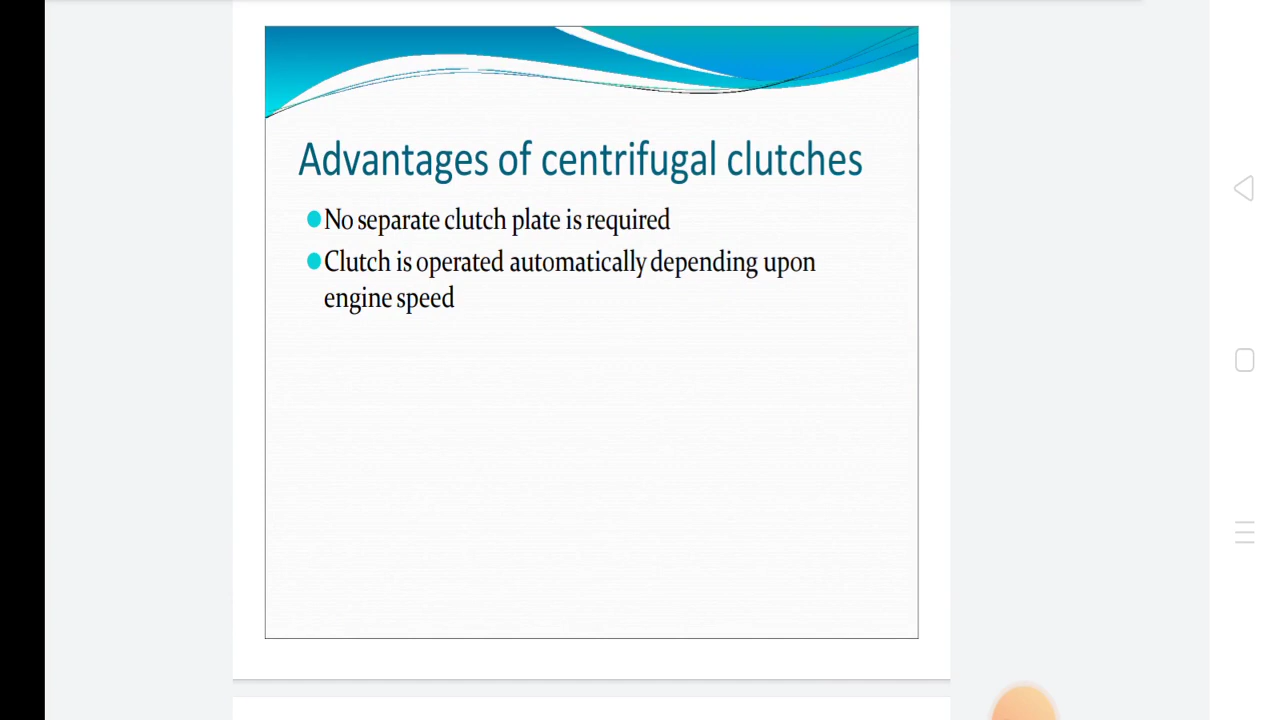 Advantages of centrifugal clutches
No separate clutch plate is required
Clutch is operated automatically depending upon
engine speed